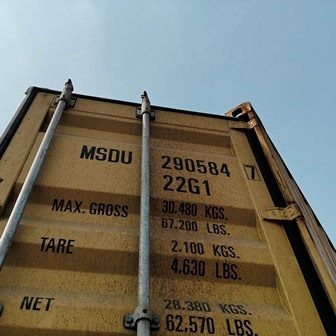 MSDU 290584 7
22G1
MAX. GROSS 30.480 KGS.
67.200 LBS.
TARE 2.100 KGS.
4,630 LBS.
NET 28.380 KGS.
62,570 LBS.